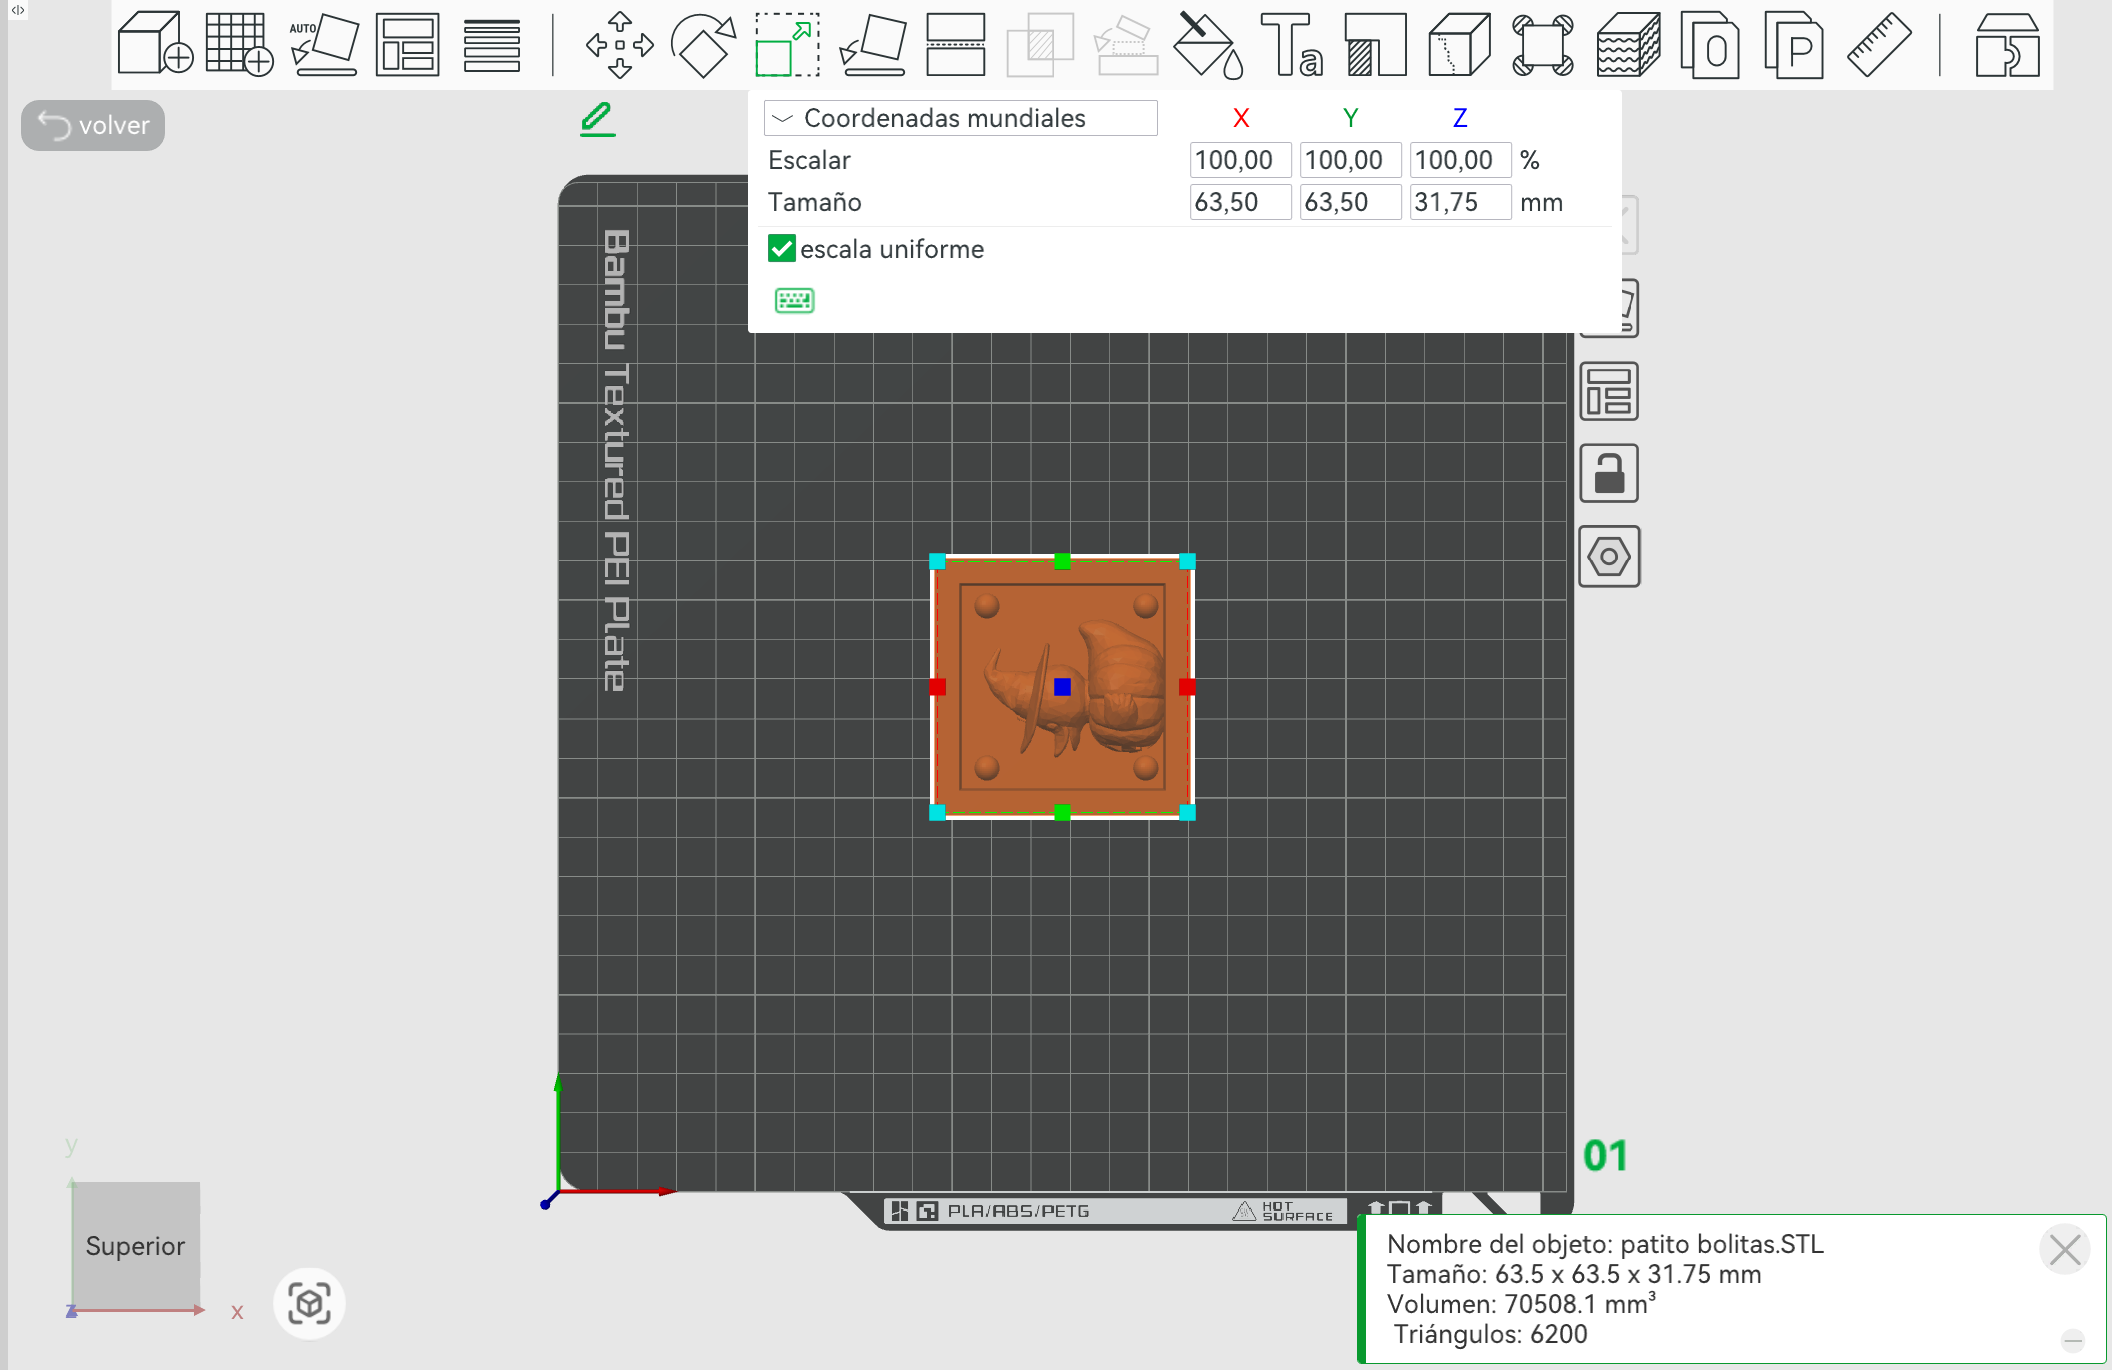 AUTO
Ta
O
P
volver
Coordenadas mundiales X Y Z
Escalar 100,00 100,00 100,00 %
Tamaño 63,50 63,50 31,75 mm
escala uniforme
Bambu Textured PEI Plate
01
PLA/ABS/PETG
HOT
SURFACE
y
Superior
z
x
Nombre del objeto: patito bolitas.STL
Tamaño: 63.5 x 63.5 x 31.75 mm
Volumen: 70508.1 mm³
Triángulos: 6200